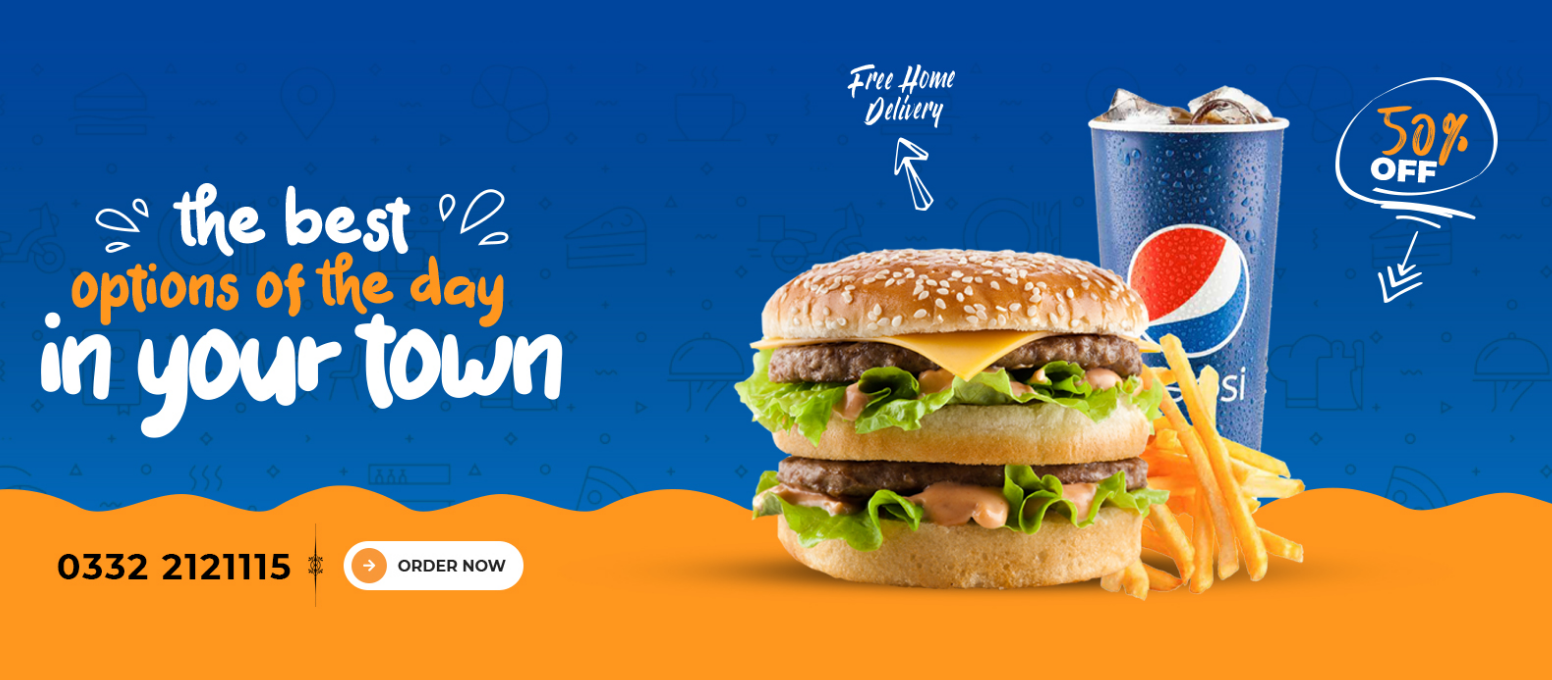 the best
options of the day
in your town
0332 2121115
ORDER NOW
Free Home
Delivery
50%
OFF